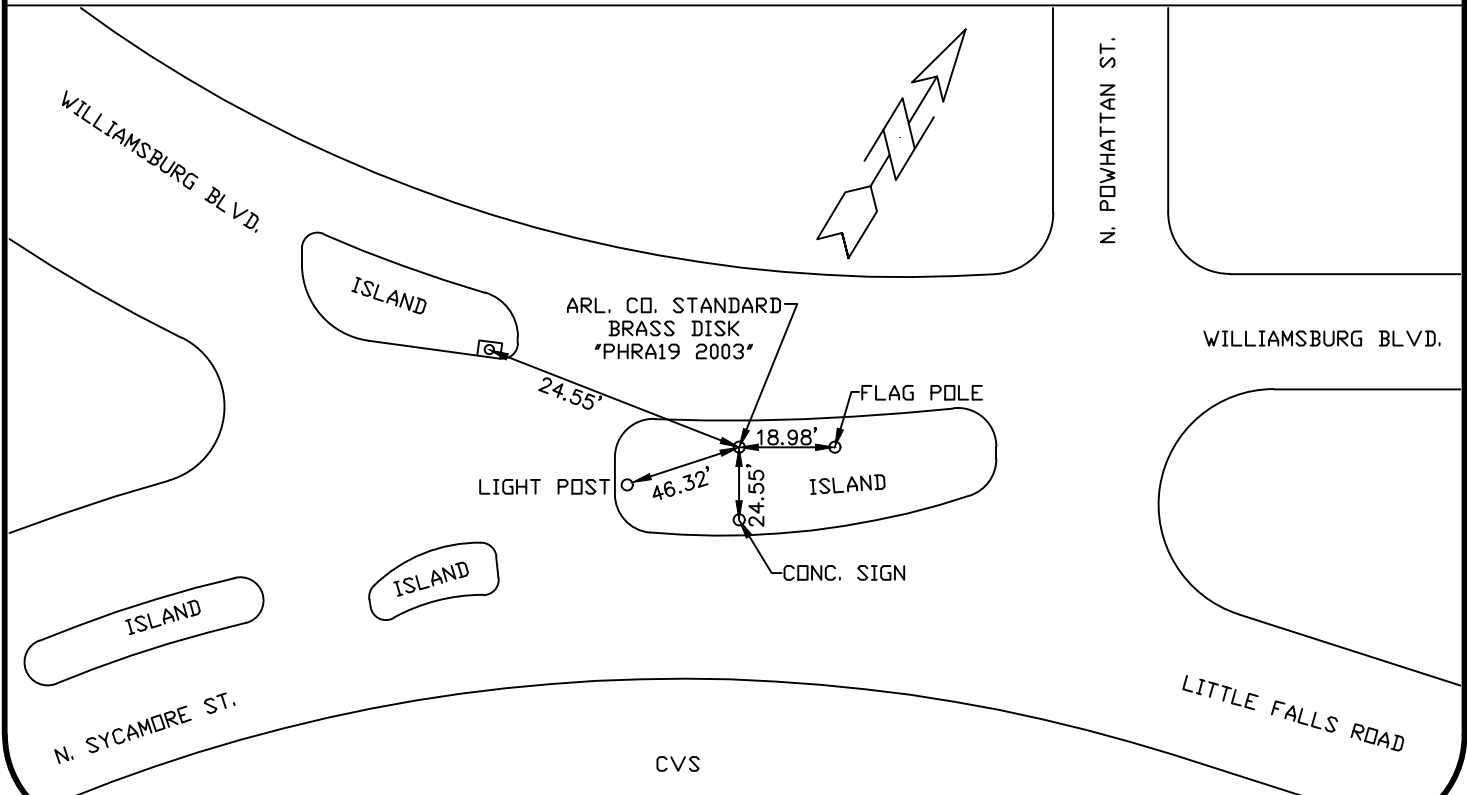 WILLIAMSBURG BLVD.
N. POWHATTAN ST.
N
ISLAND
ARL. CO. STANDARD
BRASS DISK
"PHRA19 2003"
WILLIAMSBURG BLVD.
24.55'
FLAG POLE
18.98'
LIGHT POST
46.32'
24.55'
ISLAND
CONC. SIGN
ISLAND
ISLAND
N. SYCAMORE ST.
LITTLE FALLS ROAD
CVS